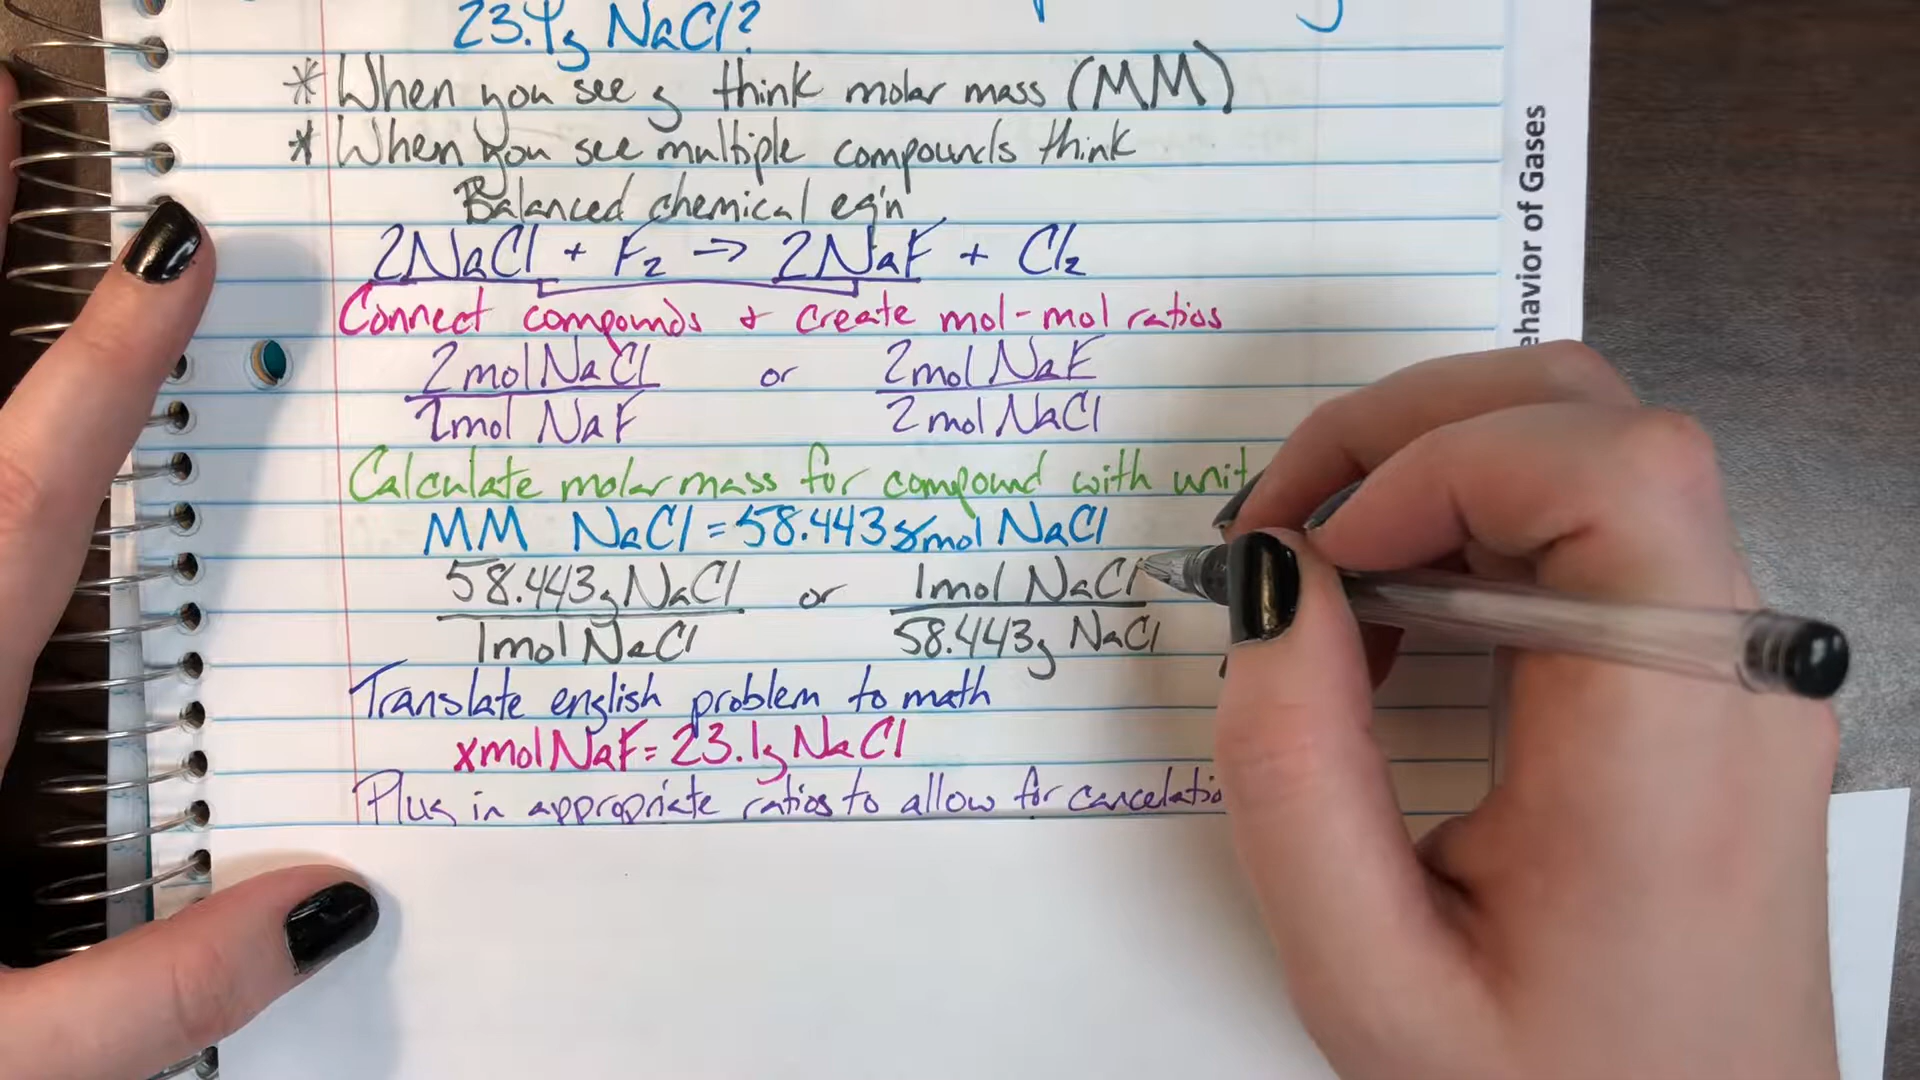 23.4g NaCl?
* When you see g think molar mass (MM)
* When you see multiple compounds think
Balanced chemical eq'n
2NaCl + F₂ → 2NaF + Cl₂
Connect compounds & create mol-mol ratios
2mol NaCl or 2mol NaF
2mol NaF 2mol NaCl
Calculate molar mass for compound with unit
MM NaCl = 58.443g/mol NaCl
58.443g NaCl or 1mol NaCl
1mol NaCl 58.443g NaCl
Translate english problem to math
xmol NaF = 23.1g NaCl
Plug in appropriate ratios to allow for cancelatio
ehavior of Gases